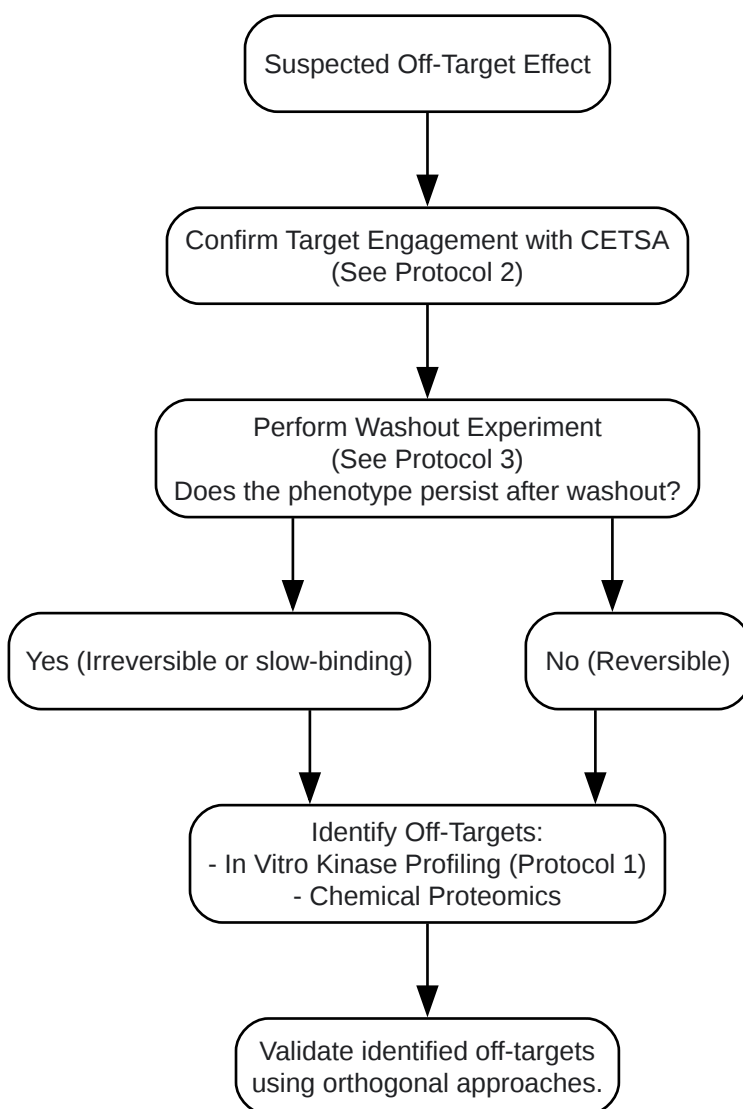 Suspected Off-Target Effect
Confirm Target Engagement with CETSA
(See Protocol 2)
Perform Washout Experiment
(See Protocol 3)
Does the phenotype persist after washout?
Yes (Irreversible or slow-binding)
No (Reversible)
Identify Off-Targets:
- In Vitro Kinase Profiling (Protocol 1)
- Chemical Proteomics
Validate identified off-targets
using orthogonal approaches.